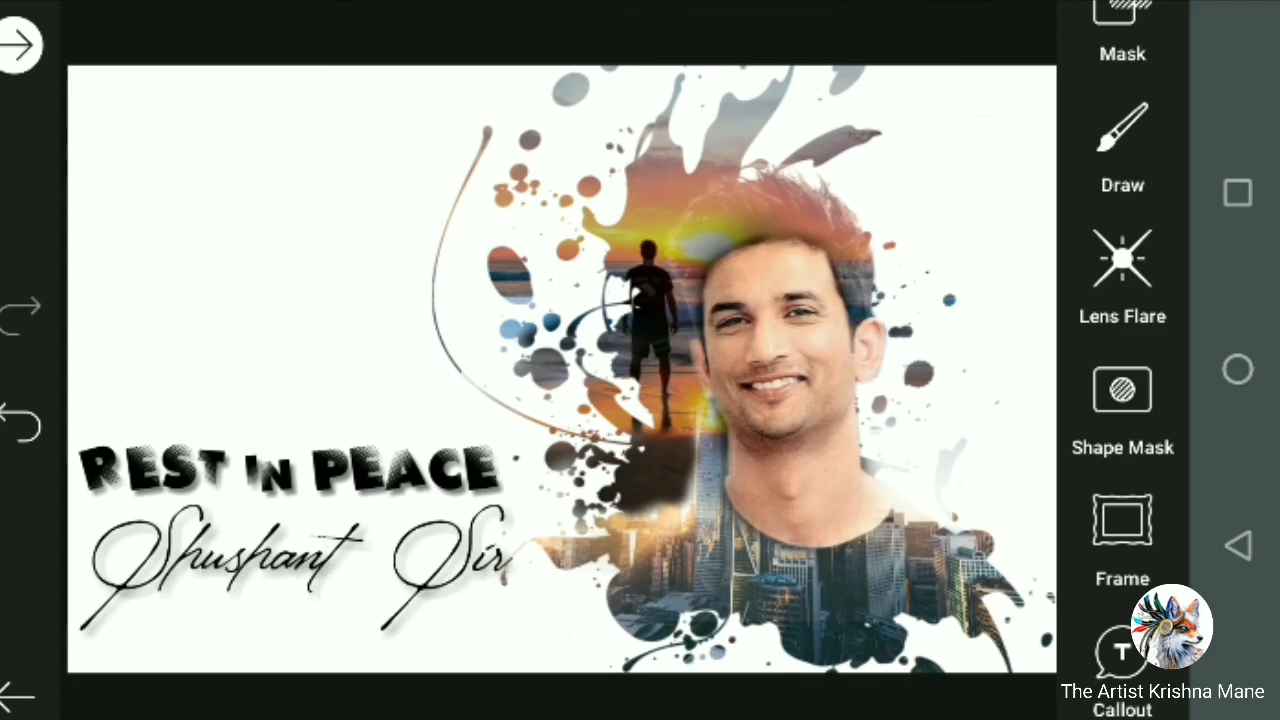 Mask
Draw
Lens Flare
Shape Mask
Frame
T
Callout
REST IN PEACE
Shushant Sir
The Artist Krishna Mane